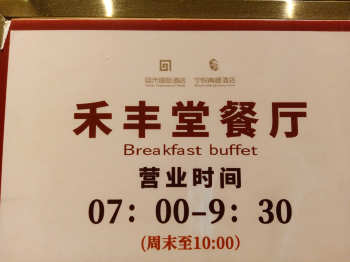 禾丰堂餐厅
Breakfast buffet
营业时间
07：00-9：30
(周末至10:00)